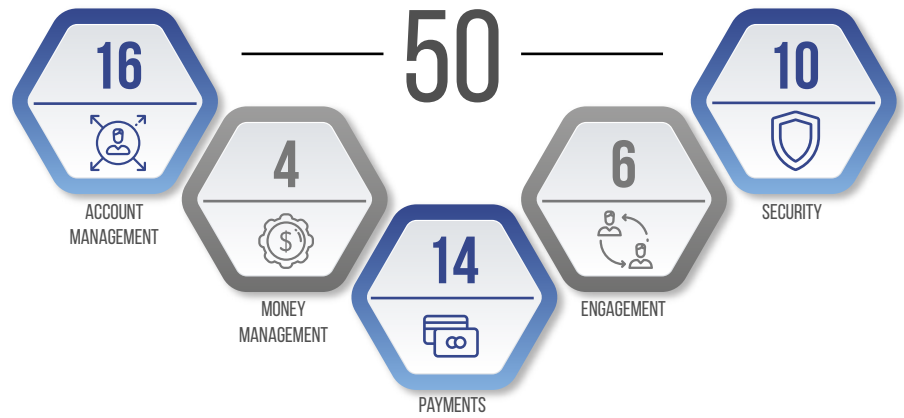 50
16
ACCOUNT
MANAGEMENT
4
$
MONEY
MANAGEMENT
14
PAYMENTS
6
ENGAGEMENT
10
SECURITY